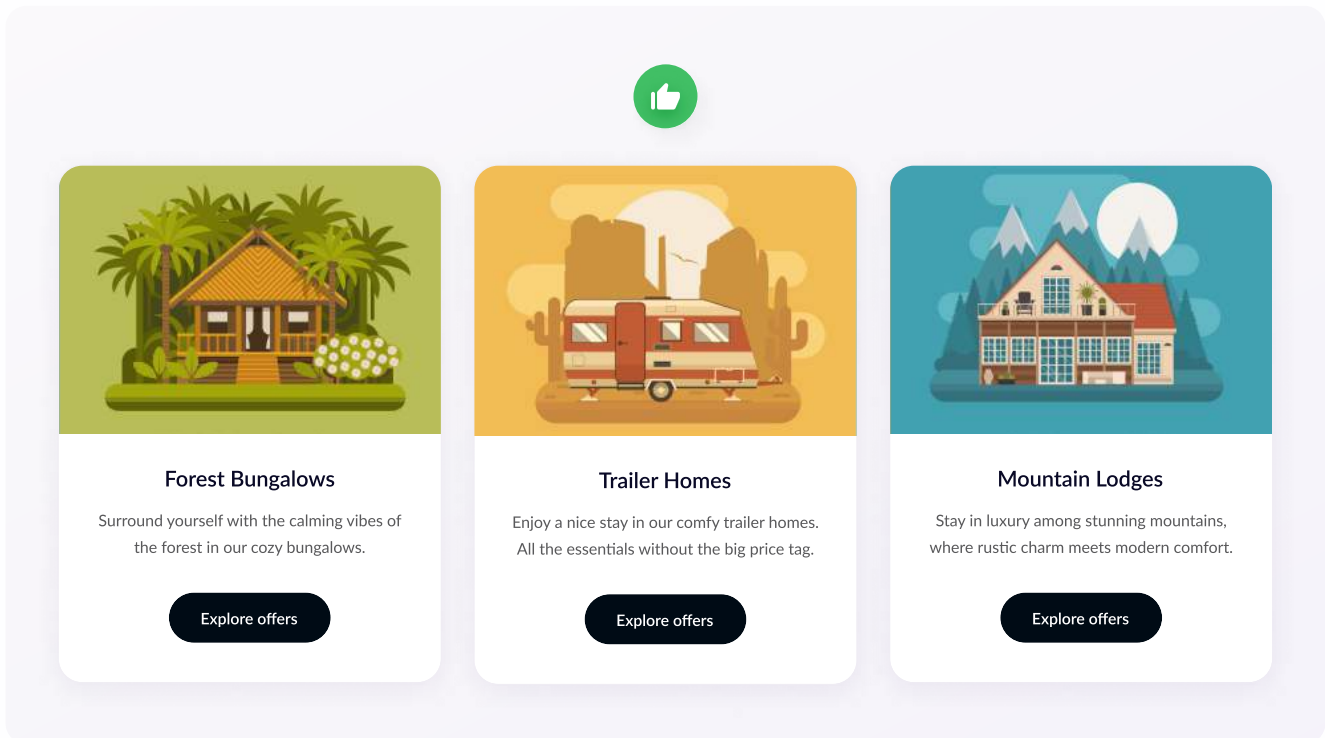 Forest Bungalows
Surround yourself with the calming vibes of
the forest in our cozy bungalows.
Explore offers
Trailer Homes
Enjoy a nice stay in our comfy trailer homes.
All the essentials without the big price tag.
Explore offers
Mountain Lodges
Stay in luxury among stunning mountains,
where rustic charm meets modern comfort.
Explore offers